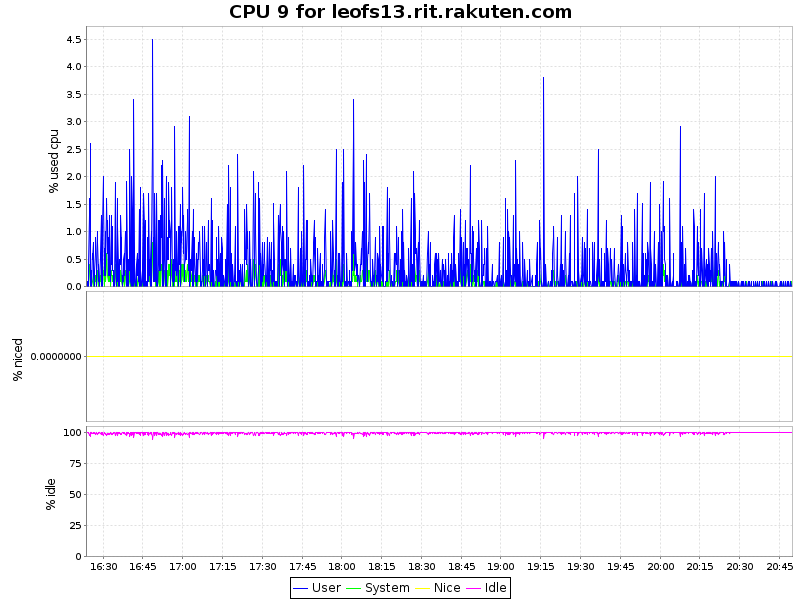 CPU 9 for leofs13.rit.rakuten.com
% used cpu
4.5
4.0
3.5
3.0
2.5
2.0
1.5
1.0
0.5
0.0
% niced
0.0000000
% idle
100
75
50
25
0
16:30 16:45 17:00 17:15 17:30 17:45 18:00 18:15 18:30 18:45 19:00 19:15 19:30 19:45 20:00 20:15 20:30 20:45
User System Nice Idle